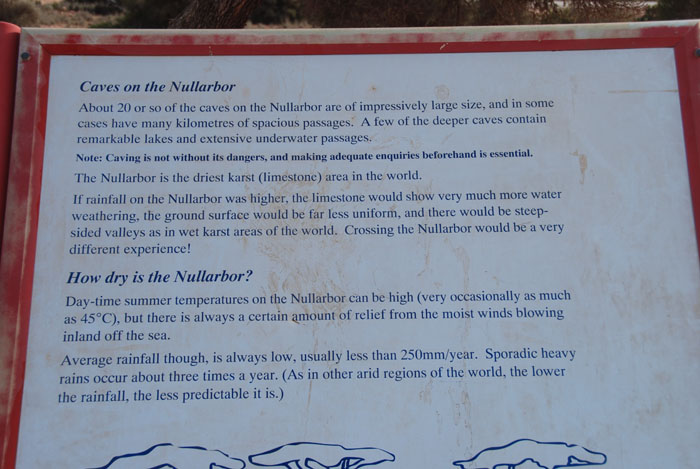 Caves on the Nullarbor
About 20 or so of the caves on the Nullarbor are of impressively large size, and in some
cases have many kilometres of spacious passages. A few of the deeper caves contain
remarkable lakes and extensive underwater passages.
Note: Caving is not without its dangers, and making adequate enquiries beforehand is essential.
The Nullarbor is the driest karst (limestone) area in the world.
If rainfall on the Nullarbor was higher, the limestone would show very much more water
weathering, the ground surface would be far less uniform, and there would be steep-
sided valleys as in wet karst areas of the world. Crossing the Nullarbor would be a very
different experience!
How dry is the Nullarbor?
Day-time summer temperatures on the Nullarbor can be high (very occasionally as much
as 45°C), but there is always a certain amount of relief from the moist winds blowing
inland off the sea.
Average rainfall though, is always low, usually less than 250mm/year. Sporadic heavy
rains occur about three times a year. (As in other arid regions of the world, the lower
the rainfall, the less predictable it is.)